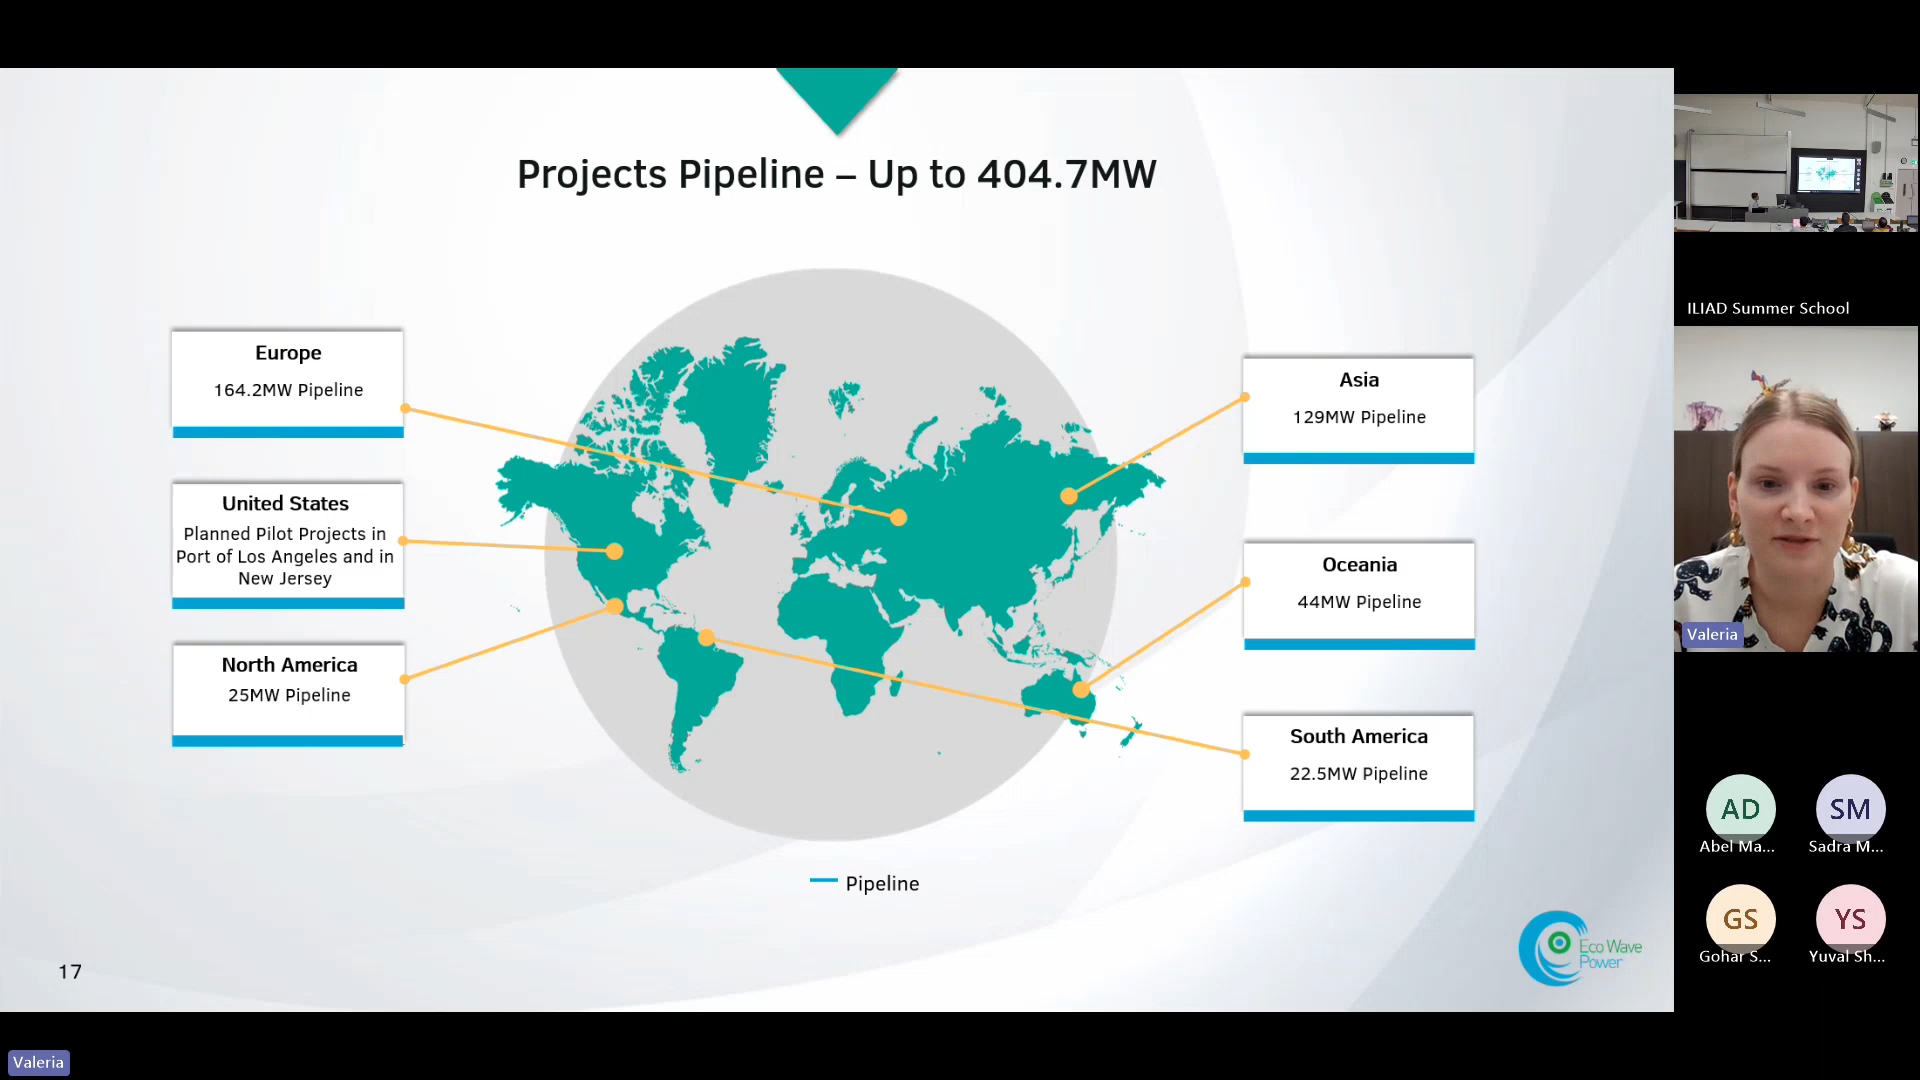 Projects Pipeline – Up to 404.7MW
Europe
164.2MW Pipeline
United States
Planned Pilot Projects in
Port of Los Angeles and in
New Jersey
North America
25MW Pipeline
Asia
129MW Pipeline
Oceania
44MW Pipeline
South America
22.5MW Pipeline
Pipeline
17
Eco Wave
Power
ILIAD Summer School
Valeria
AD
Abel Ma...
SM
Sadra M...
GS
Gohar S...
YS
Yuval Sh...
Valeria